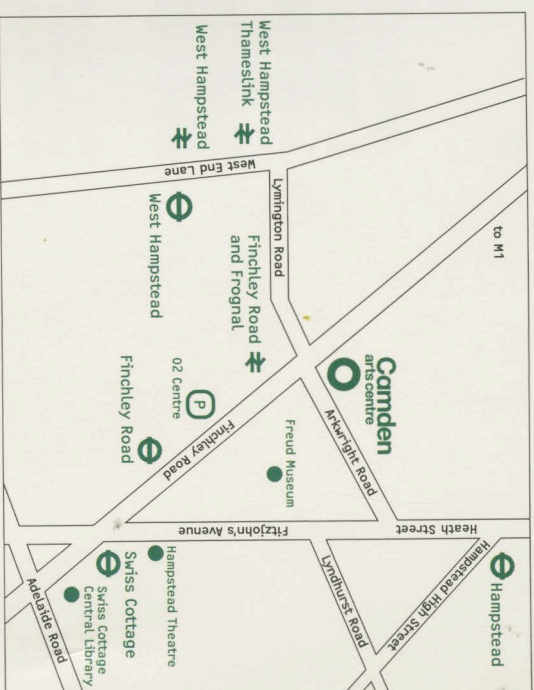 West Hampstead
Thameslink
West Hampstead
West End Lane
West Hampstead
Lymington Road
to M1
Finchley Road
and Frognal
Camden
arts centre
O2 Centre
P
Finchley Road
Finchley Road
Freud Museum
Arkwright Road
Fitzjohn's Avenue
Heath Street
Hampstead High Street
Hampstead
Lyndhurst Road
Hampstead Theatre
Swiss Cottage
Swiss Cottage
Central Library
Adelaide Road